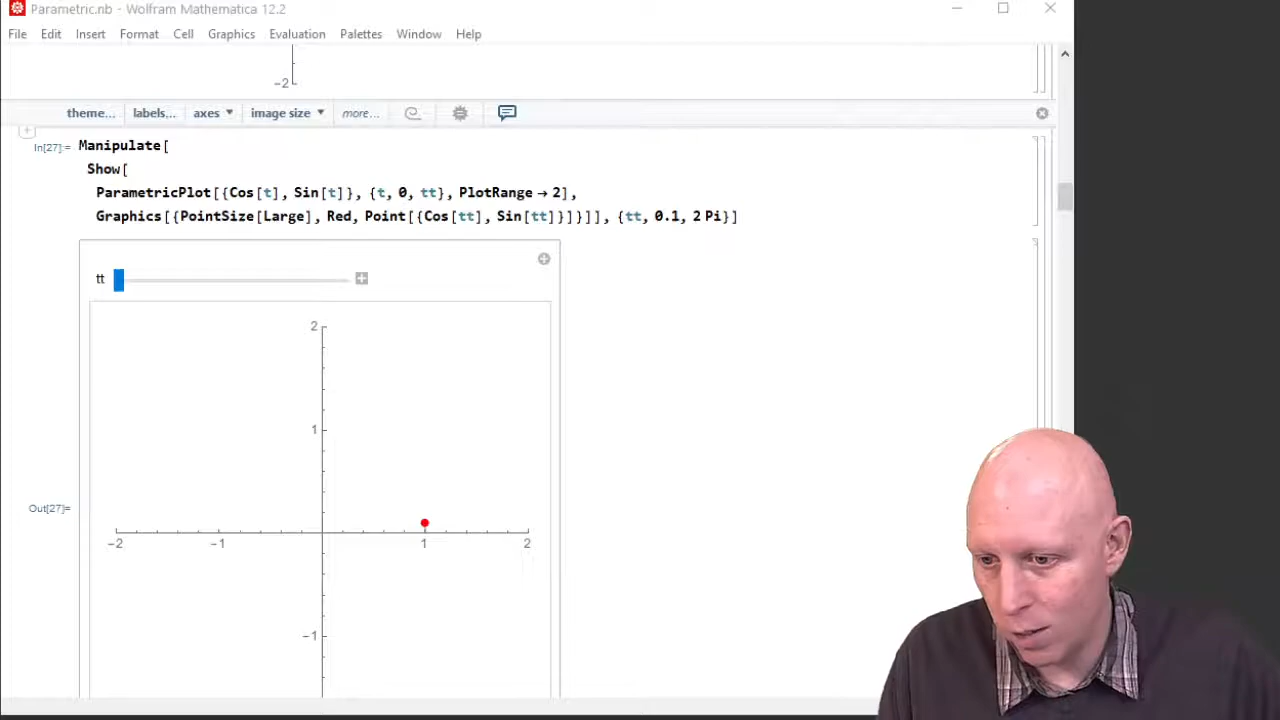 Parametric.nb - Wolfram Mathematica 12.2
File Edit Insert Format Cell Graphics Evaluation Palettes Window Help
-2
theme... labels... axes image size more...
In[27]:= Manipulate[
Show[
ParametricPlot[{Cos[t], Sin[t]}, {t, 0, tt}, PlotRange → 2],
Graphics[{PointSize[Large], Red, Point[{Cos[tt], Sin[tt]}]}]], {tt, 0.1, 2 Pi}]
tt
2
1
Out[27]=
-2 -1 1 2
-1